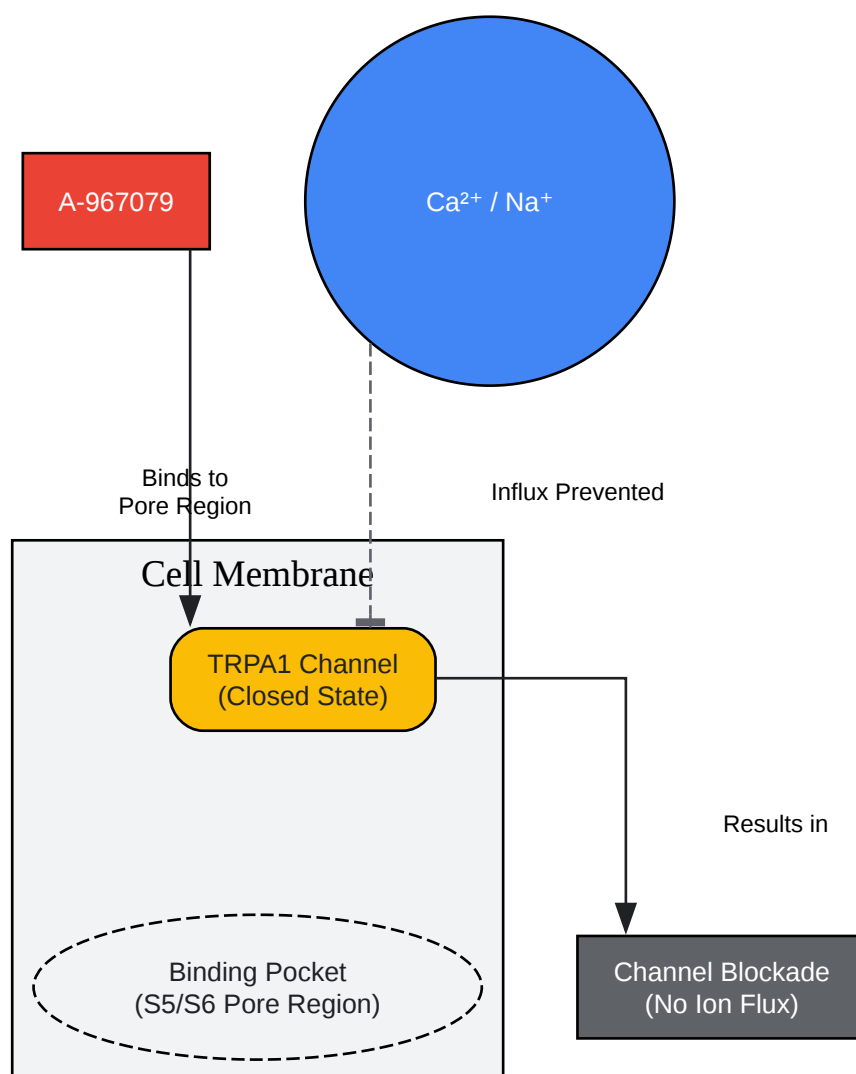 A-967079
Ca²⁺ / Na⁺
Binds to
Pore Region
Influx Prevented
Cell Membrane
TRPA1 Channel
(Closed State)
Results in
Binding Pocket
(S5/S6 Pore Region)
Channel Blockade
(No Ion Flux)